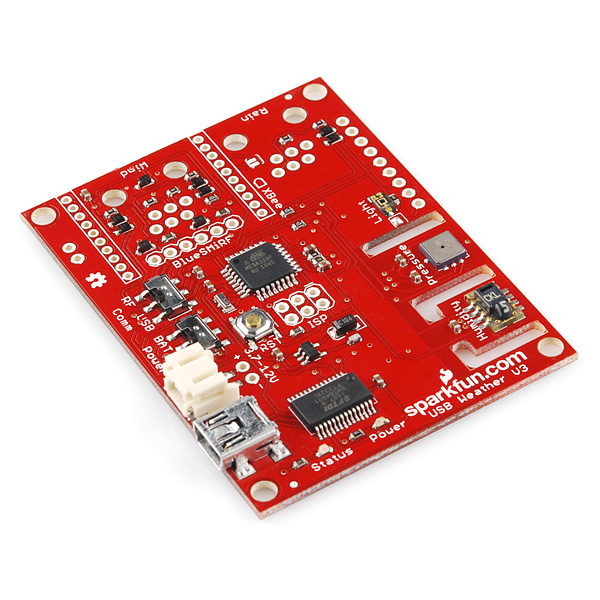 Rain
Wind
XBee
BlueSMiRF
Light
Pressure
Humidity
RF USB
Comm
BAT
Power
ISP
RST
3.7-12V
FTDI
Status
Power
sparkfun.com
USB Weather V3